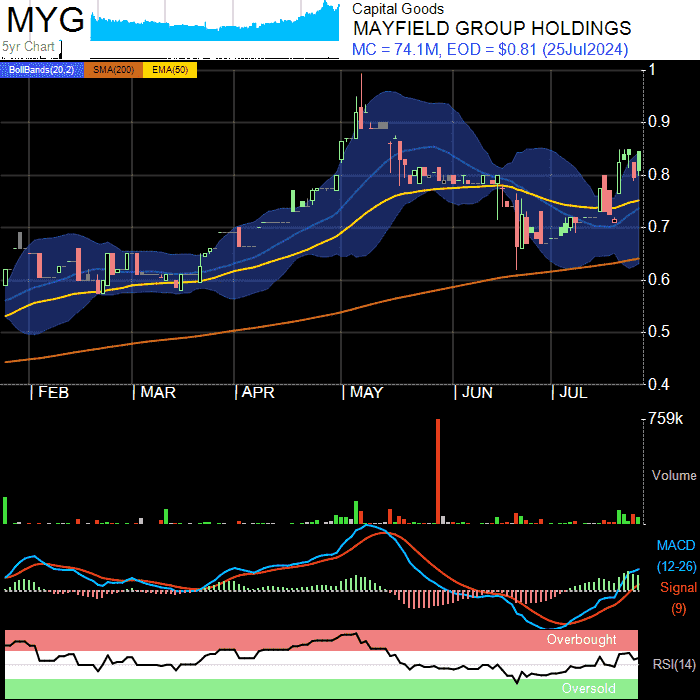 MYG
5yr Chart
Capital Goods
MAYFIELD GROUP HOLDINGS
MC = 74.1M, EOD = $0.81 (25Jul2024)
BollBands(20,2) SMA(200) EMA(50)
1
0.9
0.8
0.7
0.6
0.5
0.4
FEB MAR APR MAY JUN JUL
759k
Volume
MACD
(12-26)
Signal
(9)
Overbought
RSI(14)
Oversold